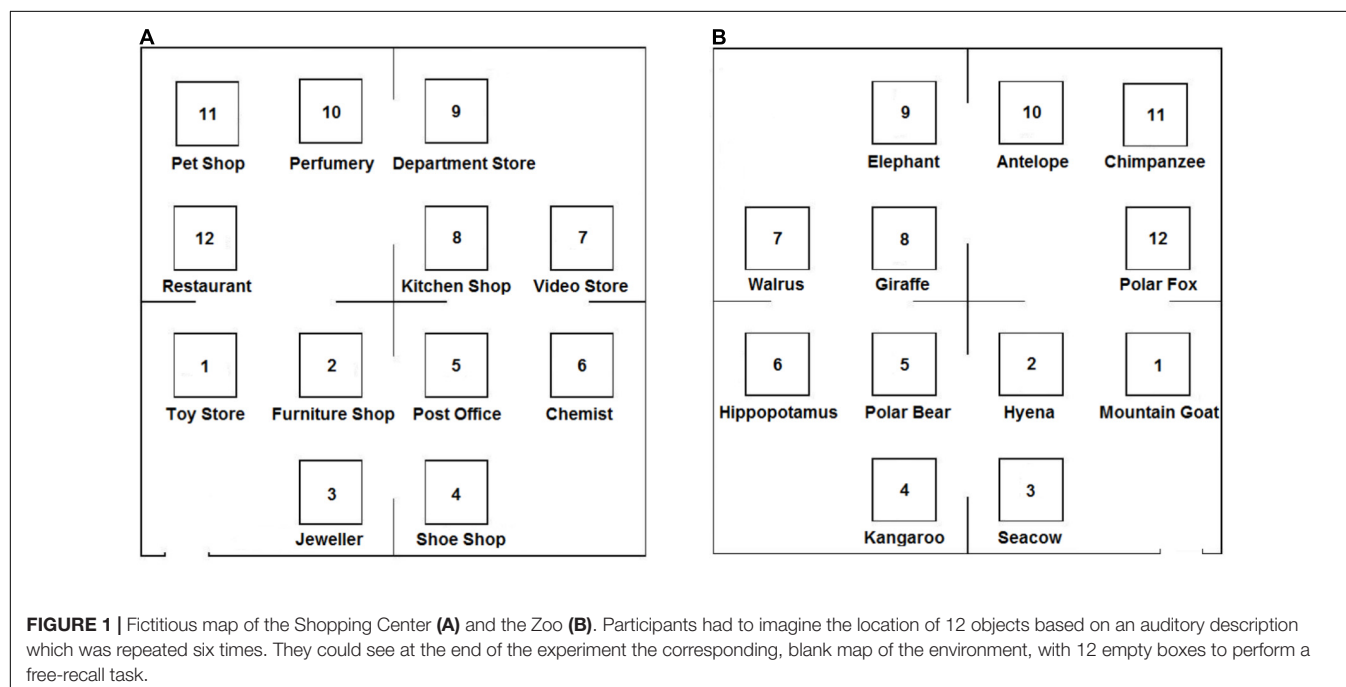 A
B
11
10
9
Pet Shop
Perfumery
Department Store
12
8
7
Restaurant
Kitchen Shop
Video Store
1
2
5
6
Toy Store
Furniture Shop
Post Office
Chemist
3
4
Jeweller
Shoe Shop
9
10
11
Elephant
Antelope
Chimpanzee
7
8
12
Walrus
Giraffe
Polar Fox
6
5
2
1
Hippopotamus
Polar Bear
Hyena
Mountain Goat
4
3
Kangaroo
Seacow
FIGURE 1 | Fictitious map of the Shopping Center (A) and the Zoo (B). Participants had to imagine the location of 12 objects based on an auditory description
which was repeated six times. They could see at the end of the experiment the corresponding, blank map of the environment, with 12 empty boxes to perform a
free-recall task.